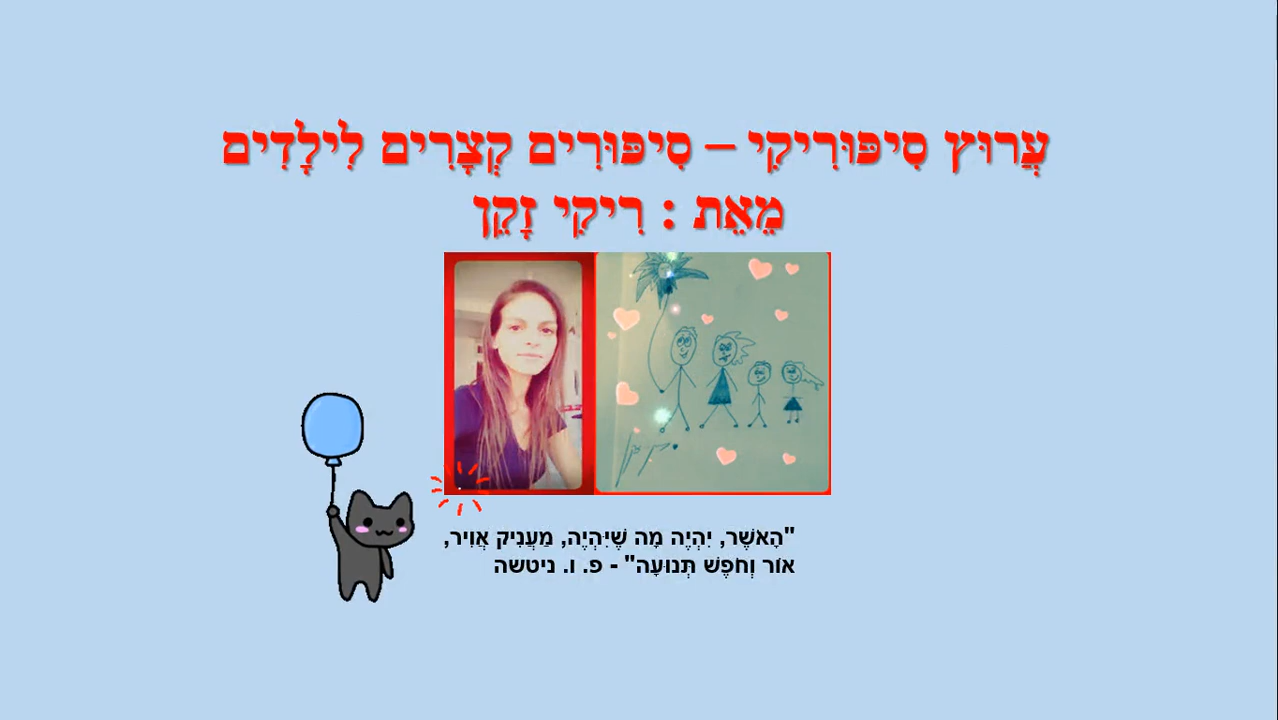 עֲרוּץ סִיפּוּרִיקִי – סִיפּוּרִים קְצָרִים לִילָדִים
מֵאֵת : רִיקִי זָקֵן
"הָאֹשֶׁר, יִהְיֶה מָה שֶׁיִּהְיֶה, מַעֲנִיק אֲוִיר,
אוֹר וְחֹפֶשׁ תְּנוּעָה" - פ. ו. ניטשה